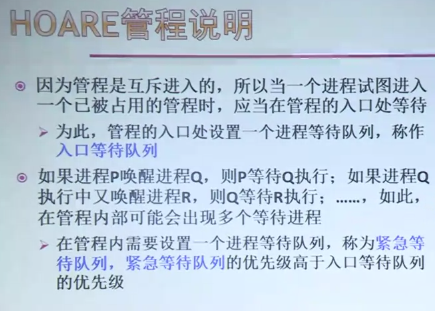 HOARE管程说明
因为管程是互斥进入的，所以当一个进程试图进入
一个已被占用的管程时，应当在管程的入口处等待
为此，管程的入口处设置一个进程等待队列，称作
入口等待队列
如果进程P唤醒进程Q，则P等待Q执行；如果进程Q
执行中又唤醒进程R，则Q等待R执行；……，如此，
在管程内部可能会出现多个等待进程
在管程内需要设置一个进程等待队列，称为紧急等
待队列，紧急等待队列的优先级高于入口等待队列
的优先级